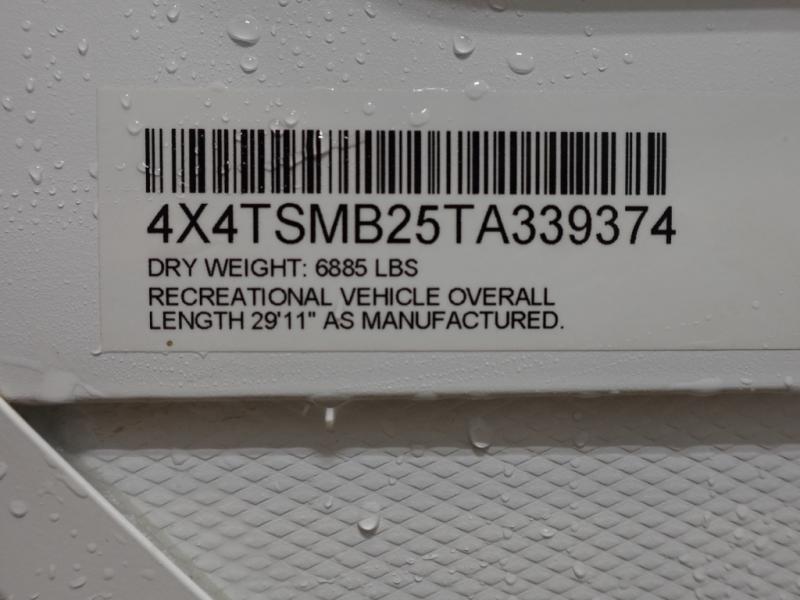 4X4TSMB25TA339374
DRY WEIGHT: 6885 LBS
RECREATIONAL VEHICLE OVERALL
LENGTH 29'11" AS MANUFACTURED.